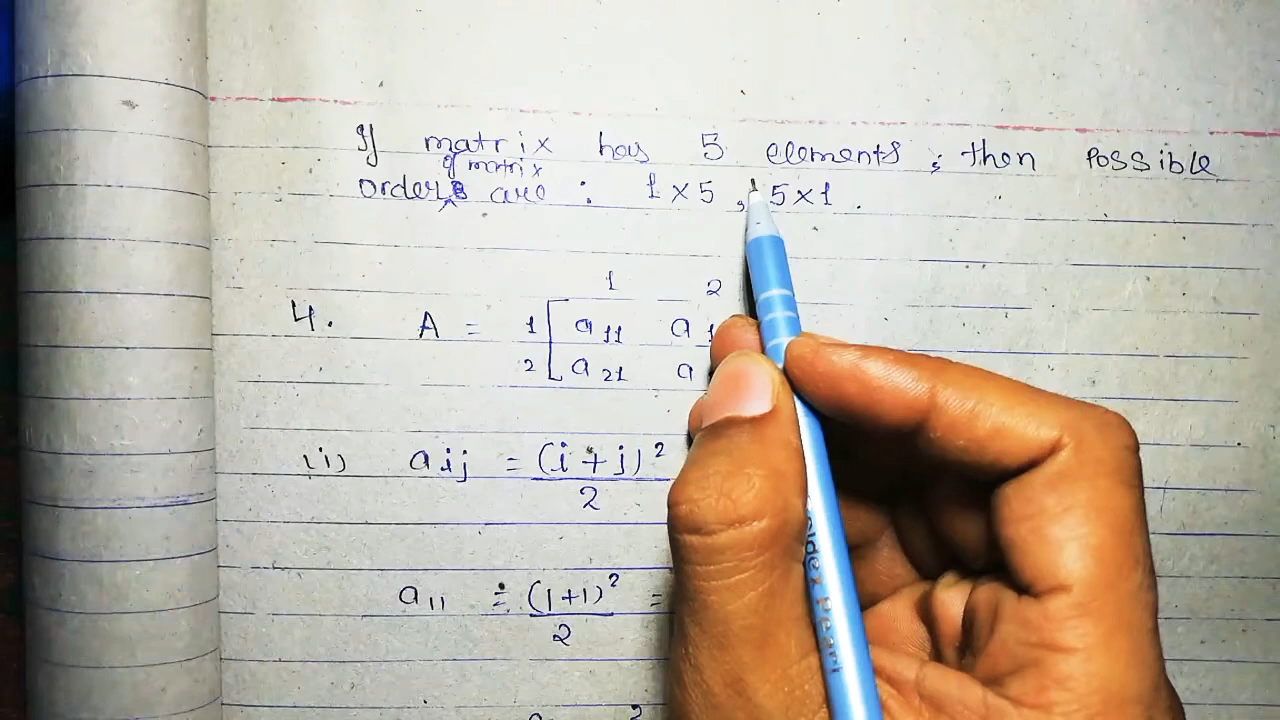 If matrix has 5 elements, then possible
of matrix
orders are : 1 × 5 , 5 × 1 .
1 2
4. A = 1 [ a11 a1
2 a21 a
(i) aij = (i + j)²
2
a11 = (1+1)² =
2